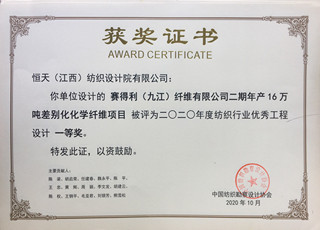 获奖证书
AWARD CERTIFICATE
恒天（江西）纺织设计院有限公司：
你单位设计的 赛得利（九江）纤维有限公司二期年产16万
吨差别化化学纤维项目 被评为二〇二〇年度纺织行业优秀工程
设计 一等奖。
特发此证，以资鼓励。
主要贡献人：
中国纺织勘察设计协会
2020年10月